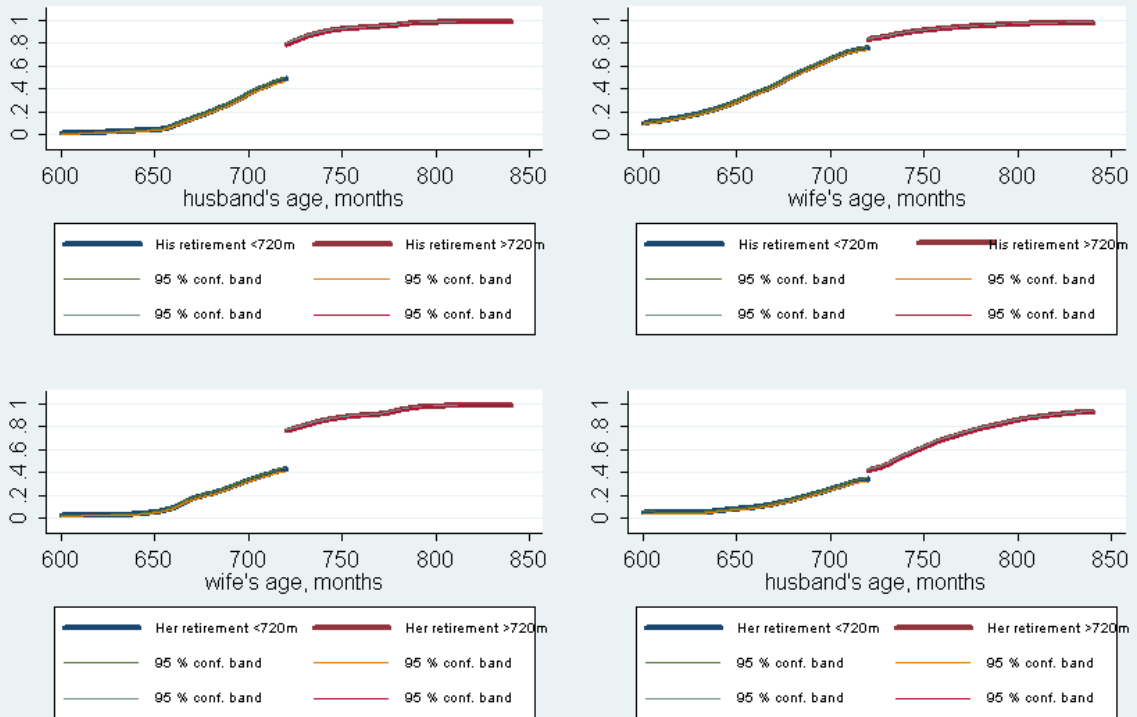 0 .2 .4 .6 .8 1
600 650 700 750 800 850
husband's age, months
His retirement <720m His retirement >720m
95 % conf. band 95 % conf. band
95 % conf. band 95 % conf. band
0 .2 .4 .6 .8 1
600 650 700 750 800 850
wife's age, months
His retirement <720m His retirement >720m
95 % conf. band 95 % conf. band
95 % conf. band 95 % conf. band
0 .2 .4 .6 .8 1
600 650 700 750 800 850
wife's age, months
Her retirement <720m Her retirement >720m
95 % conf. band 95 % conf. band
95 % conf. band 95 % conf. band
0 .2 .4 .6 .8 1
600 650 700 750 800 850
husband's age, months
Her retirement <720m Her retirement >720m
95 % conf. band 95 % conf. band
95 % conf. band 95 % conf. band